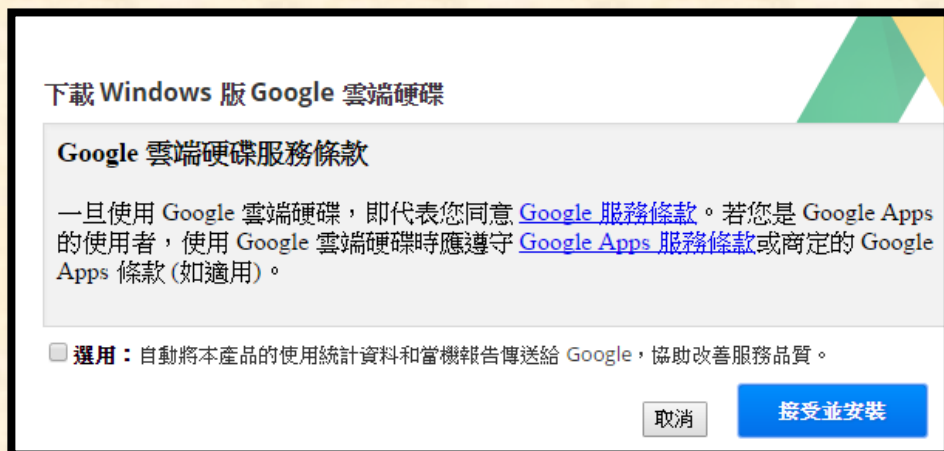 下載 Windows 版 Google 雲端硬碟
Google 雲端硬碟服務條款
一旦使用 Google 雲端硬碟，即代表您同意 Google 服務條款。若您是 Google Apps
的使用者，使用 Google 雲端硬碟時應遵守 Google Apps 服務條款或商定的 Google
Apps 條款 (如適用)。
選用：自動將本產品的使用統計資料和當機報告傳送給 Google，協助改善服務品質。
取消
接受並安裝